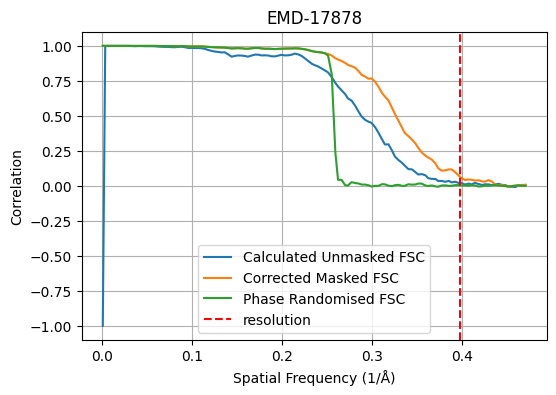 EMD-17878
1.00
0.75
0.50
0.25
0.00
−0.25
−0.50
−0.75
−1.00
Correlation
Calculated Unmasked FSC
Corrected Masked FSC
Phase Randomised FSC
resolution
0.0
0.1
0.2
0.3
0.4
Spatial Frequency (1/Å)